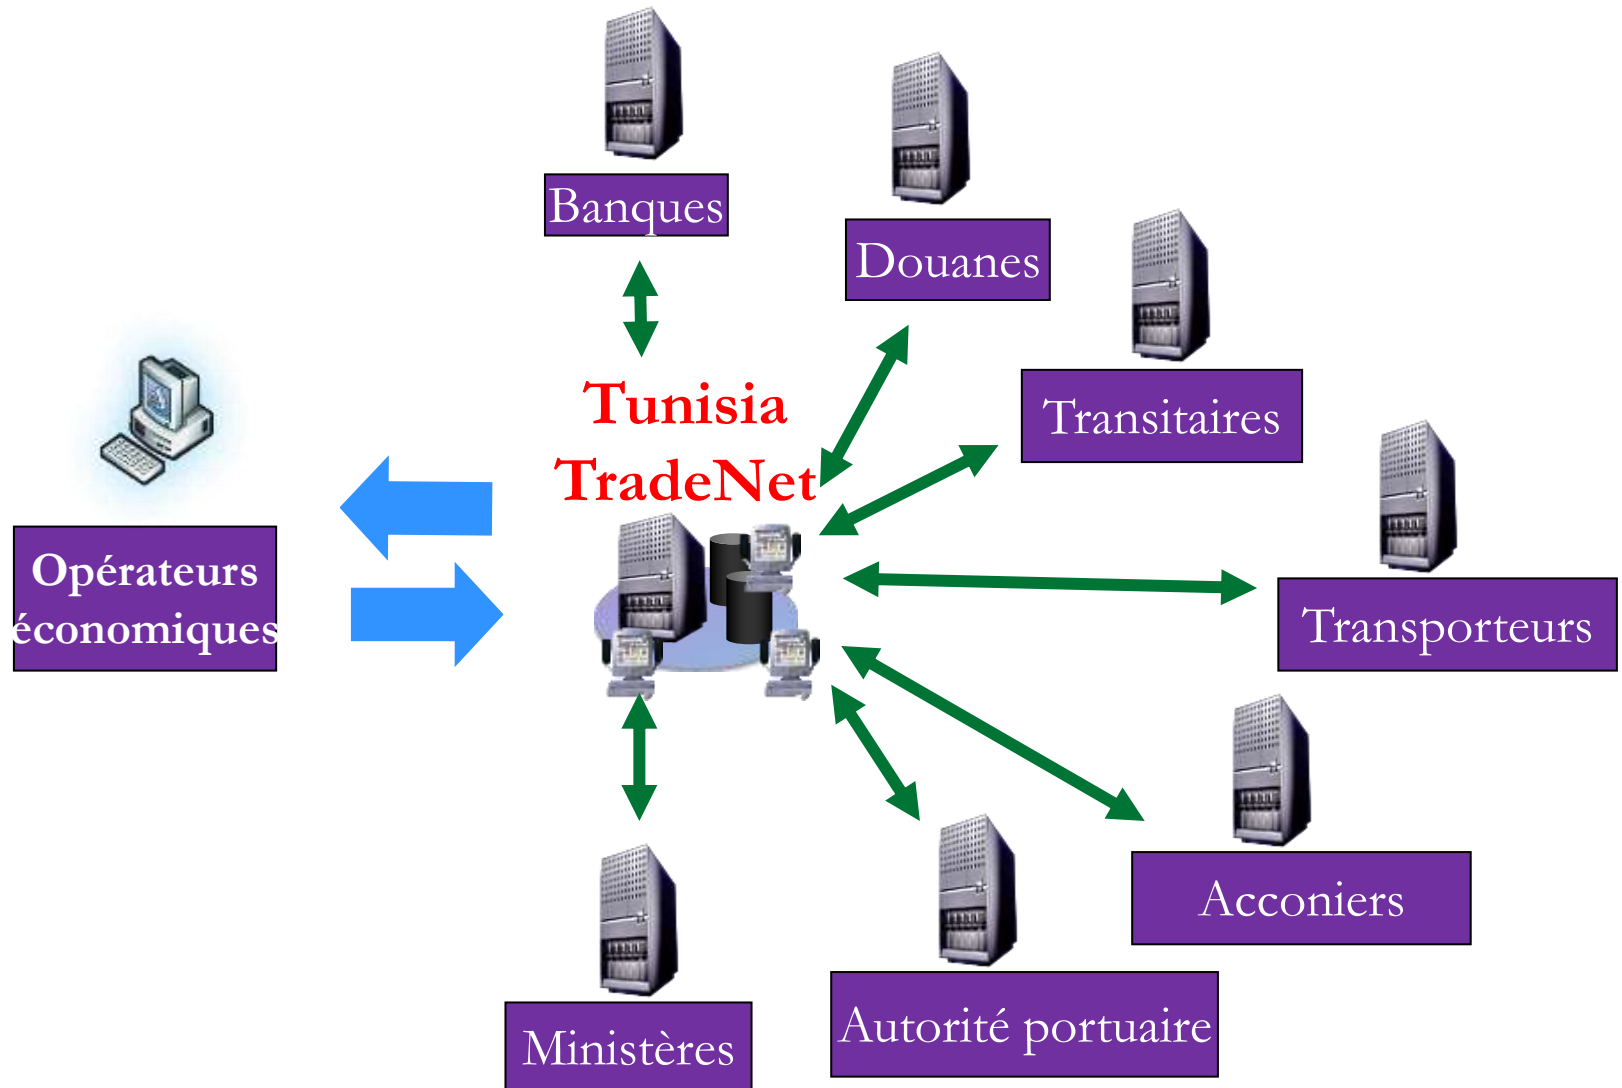 Banques
Douanes
Transitaires
Tunisia
TradeNet
Opérateurs
économiques
Transporteurs
Acconiers
Autorité portuaire
Ministères